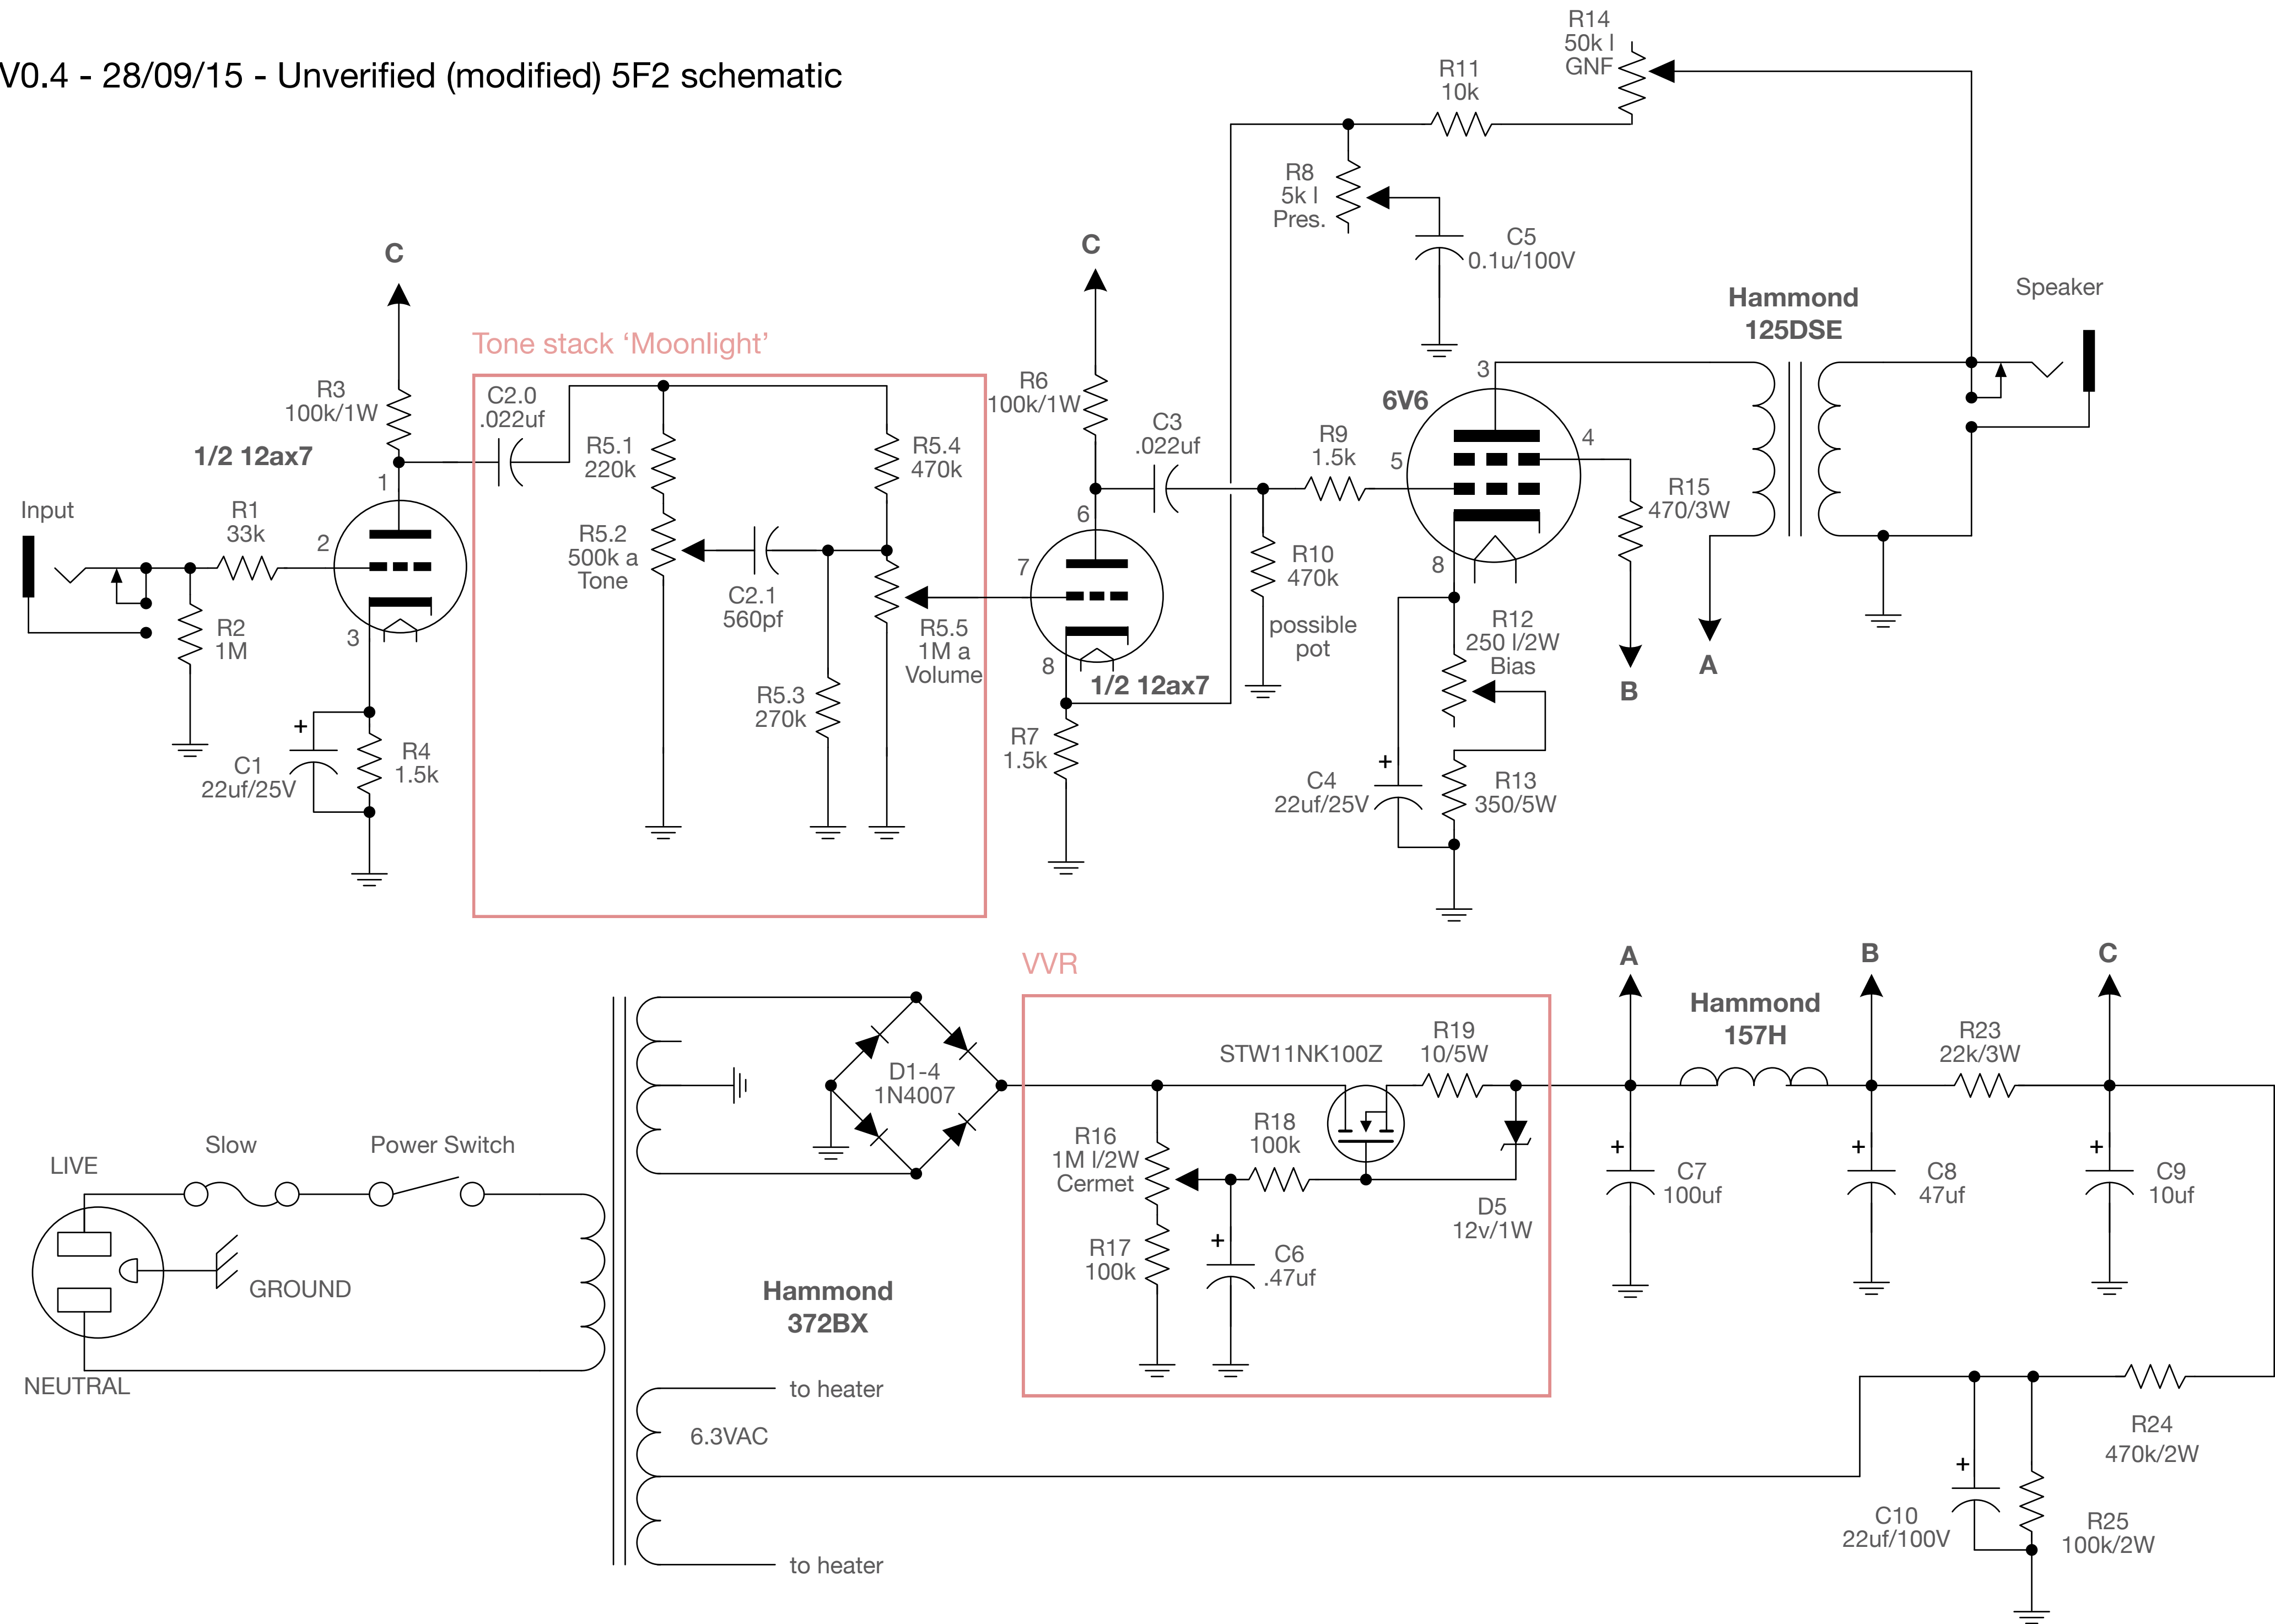 V0.4 - 28/09/15 - Unverified (modified) 5F2 schematic
R14
50k l
GNF
R11
10k
R8
5k l
Pres.
C5
0.1u/100V
C
C
Hammond
125DSE
Speaker
Tone stack ‘Moonlight’
R3
100k/1W
1/2 12ax7
C2.0
.022uf
R5.1
220k
R5.4
470k
R6
100k/1W
C3
.022uf
R9
1.5k
6V6
3
4
5
8
R15
470/3W
Input
R1
33k
1
2
3
R2
1M
C1
22uf/25V
+
R4
1.5k
R5.2
500k a
Tone
C2.1
560pf
R5.3
270k
R5.5
1M a
Volume
6
7
8
1/2 12ax7
R7
1.5k
R10
470k
possible
pot
R12
250 l/2W
Bias
C4
22uf/25V
+
R13
350/5W
B
A
VVR
A
B
C
Hammond
157H
STW11NK100Z
R19
10/5W
R23
22k/3W
D1-4
1N4007
R16
1M l/2W
Cermet
R18
100k
D5
12v/1W
R17
100k
+
C6
.47uf
+
C7
100uf
+
C8
47uf
+
C9
10uf
LIVE
Slow
Power Switch
GROUND
NEUTRAL
Hammond
372BX
to heater
6.3VAC
to heater
R24
470k/2W
+
C10
22uf/100V
R25
100k/2W